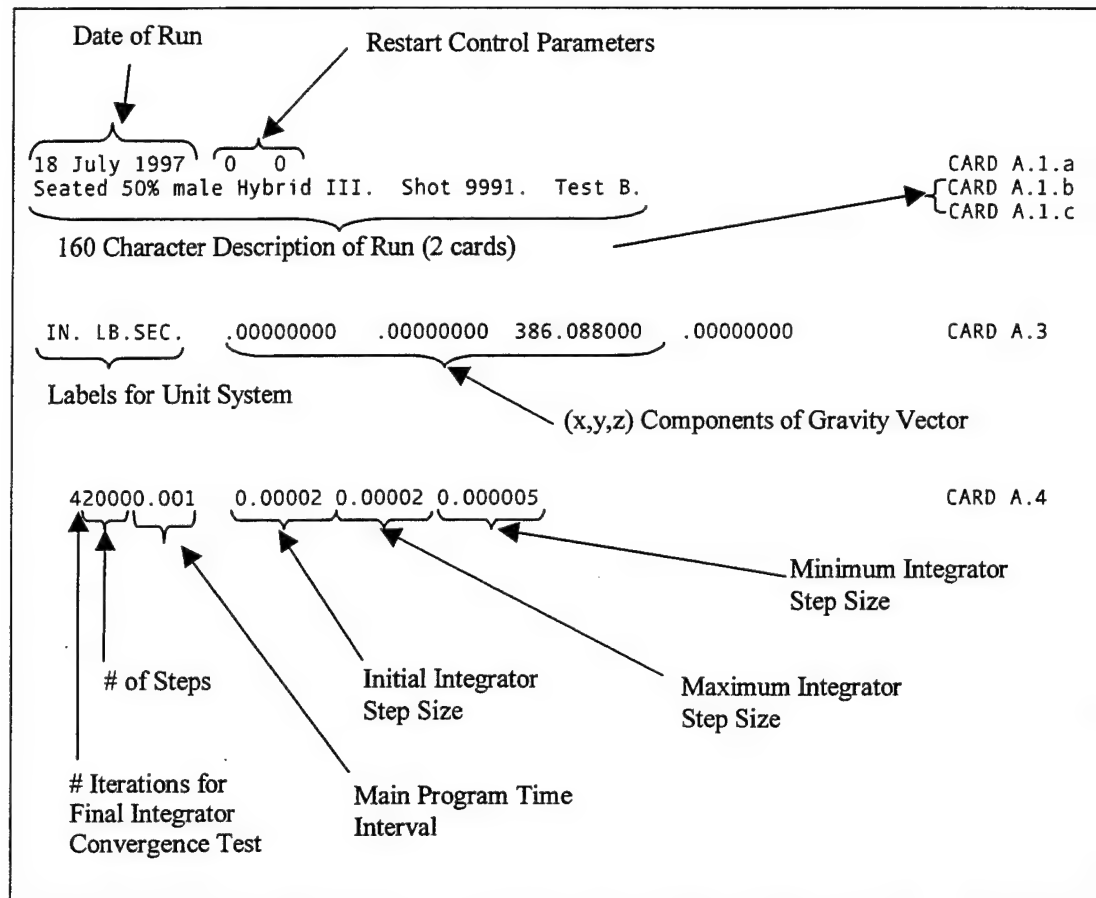 Date of Run
Restart Control Parameters
18 July 1997 0 0 CARD A.1.a
Seated 50% male Hybrid III. Shot 9991. Test B. CARD A.1.b
CARD A.1.c
160 Character Description of Run (2 cards)
IN. LB.SEC. .00000000 .00000000 386.088000 .00000000 CARD A.3
Labels for Unit System
(x,y,z) Components of Gravity Vector
420000.001 0.00002 0.00002 0.000005 CARD A.4
Minimum Integrator
Step Size
# of Steps
Initial Integrator
Step Size
Maximum Integrator
Step Size
# Iterations for
Final Integrator
Convergence Test
Main Program Time
Interval